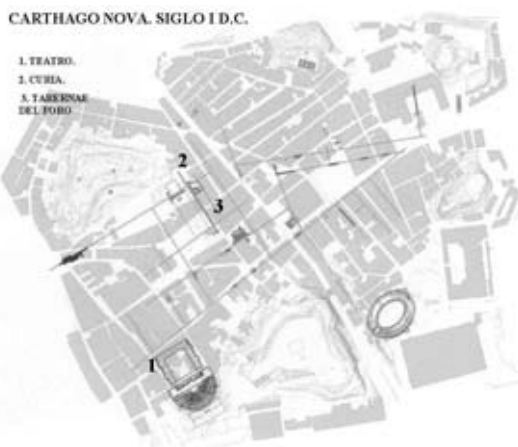 CARTHAGO NOVA. SIGLO I D.C.
1. TEATRO.
2. CURIA.
3. TABERNAE
DEL FORO
2
3
1